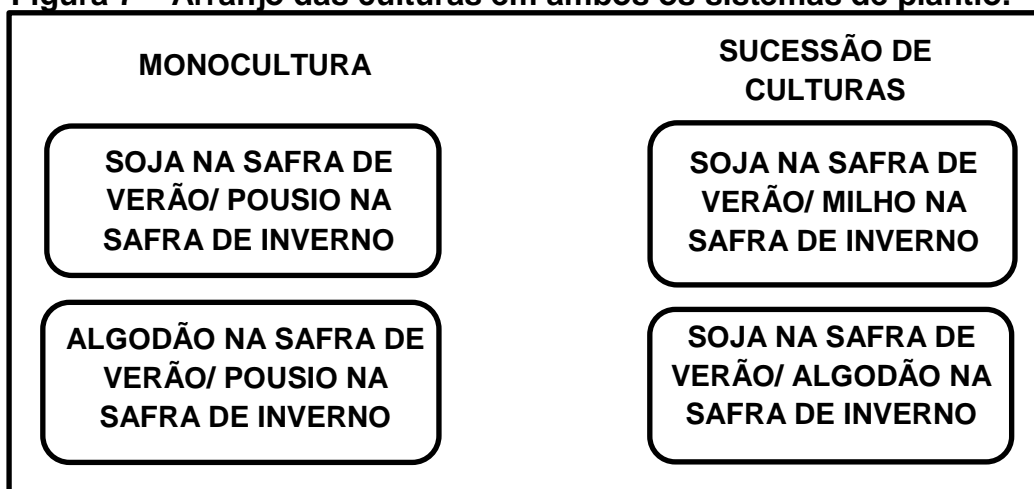 Figura 7 – Arranjo das culturas em ambos os sistemas de plantio.
MONOCULTURA
SOJA NA SAFRA DE
VERÃO/ POUSIO NA
SAFRA DE INVERNO
ALGODÃO NA SAFRA DE
VERÃO/ POUSIO NA
SAFRA DE INVERNO
SUCESSÃO DE
CULTURAS
SOJA NA SAFRA DE
VERÃO/ MILHO NA
SAFRA DE INVERNO
SOJA NA SAFRA DE
VERÃO/ ALGODÃO NA
SAFRA DE INVERNO